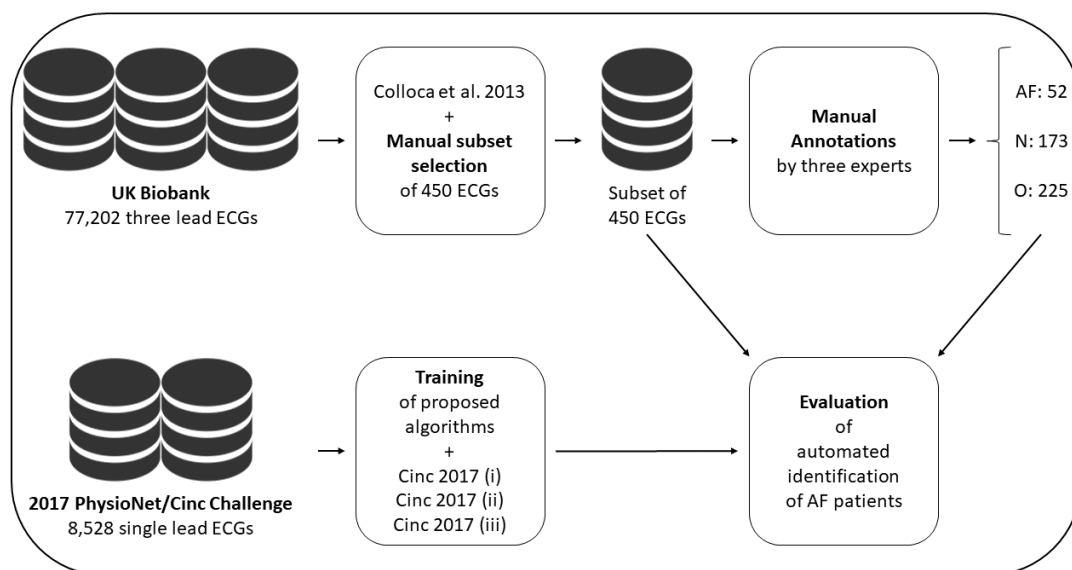 UK Biobank
77,202 three lead ECGs
Colloca et al. 2013
+
Manual subset
selection
of 450 ECGs
Subset of
450 ECGs
Manual
Annotations
by three experts
AF: 52
N: 173
O: 225
2017 PhysioNet/Cinc Challenge
8,528 single lead ECGs
Training
of proposed
algorithms
+
Cinc 2017 (i)
Cinc 2017 (ii)
Cinc 2017 (iii)
Evaluation
of
automated
identification
of AF patients